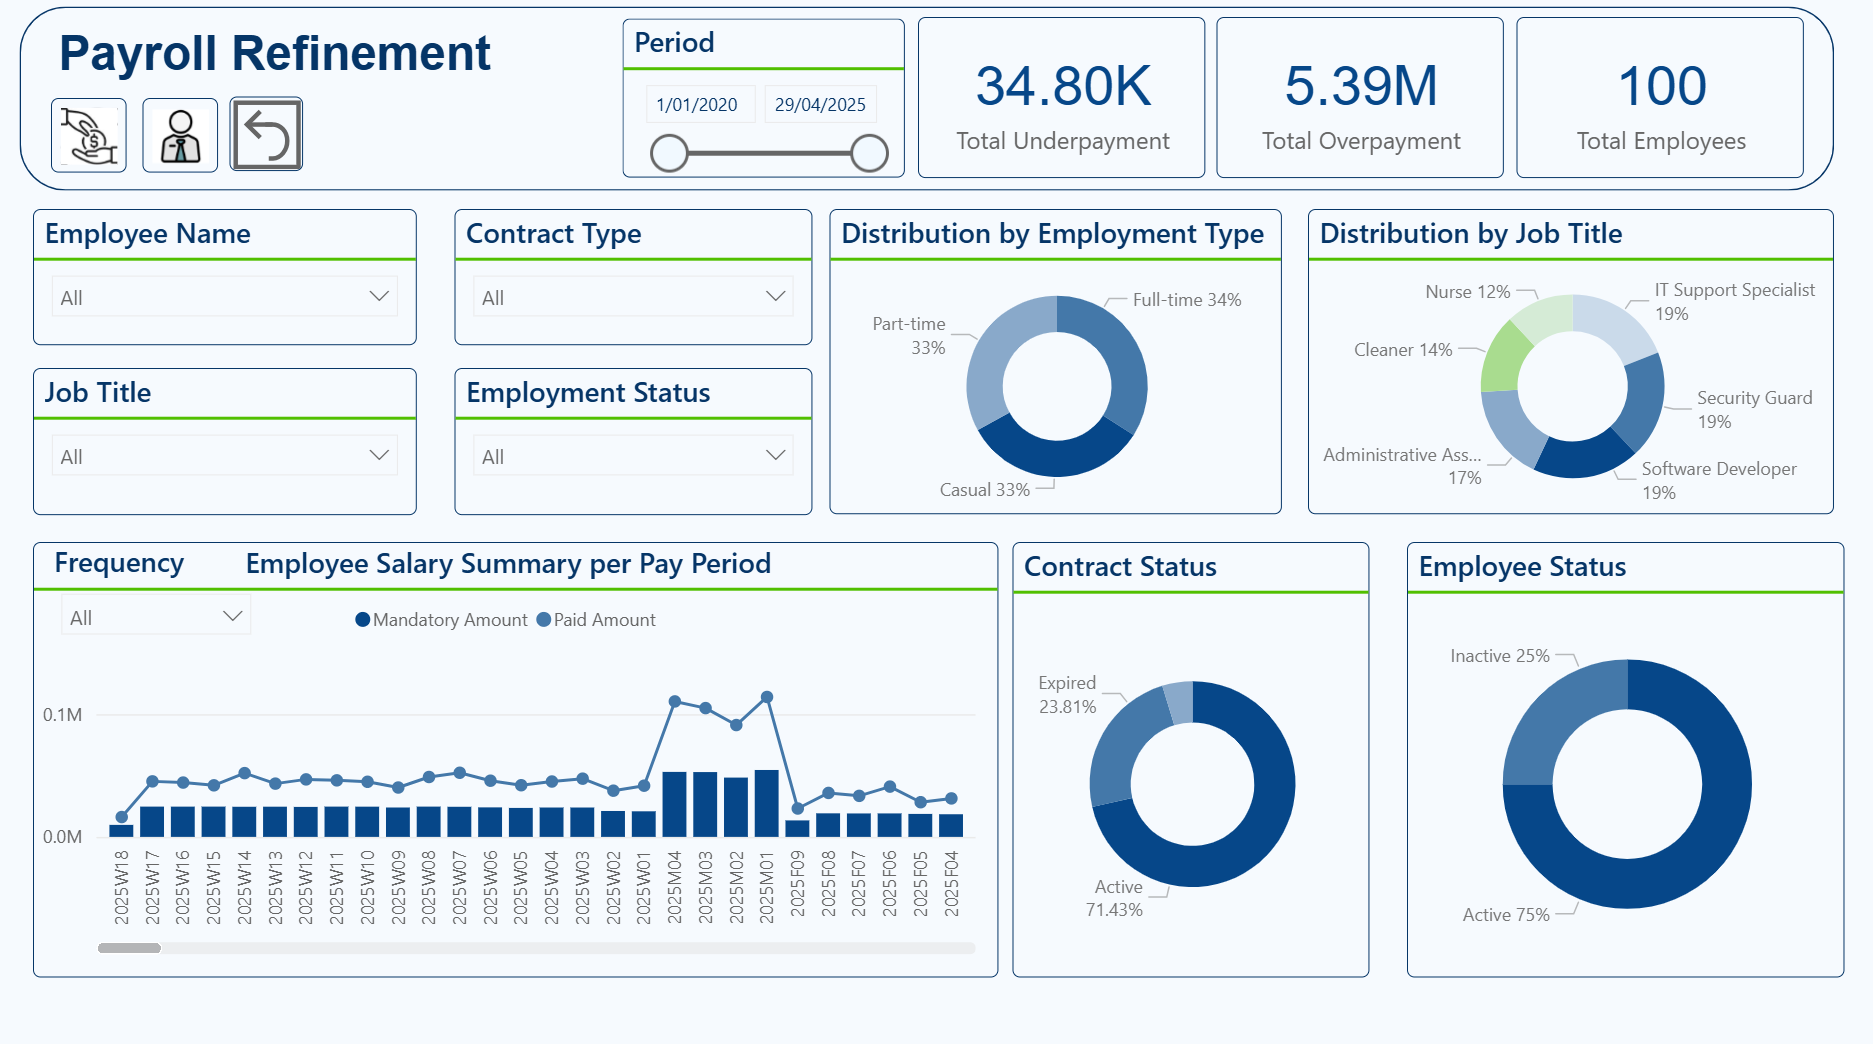 Payroll Refinement
Period
1/01/2020
29/04/2025
34.80K
Total Underpayment
5.39M
Total Overpayment
100
Total Employees
$
Employee Name
All
Contract Type
All
Distribution by Employment Type
Full-time 34%
Part-time
33%
Casual 33%
Distribution by Job Title
Nurse 12%
IT Support Specialist
19%
Cleaner 14%
Security Guard
19%
Administrative Ass...
17%
Software Developer
19%
Job Title
All
Employment Status
All
Frequency
Employee Salary Summary per Pay Period
All
Mandatory Amount
Paid Amount
0.1M
0.0M
2025W18
2025W17
2025W16
2025W15
2025W14
2025W13
2025W12
2025W11
2025W10
2025W09
2025W08
2025W07
2025W06
2025W05
2025W04
2025W03
2025W02
2025W01
2025M04
2025M03
2025M02
2025M01
2025F09
2025F08
2025F07
2025F06
2025F05
2025F04
Contract Status
Expired
23.81%
Active
71.43%
Employee Status
Inactive 25%
Active 75%